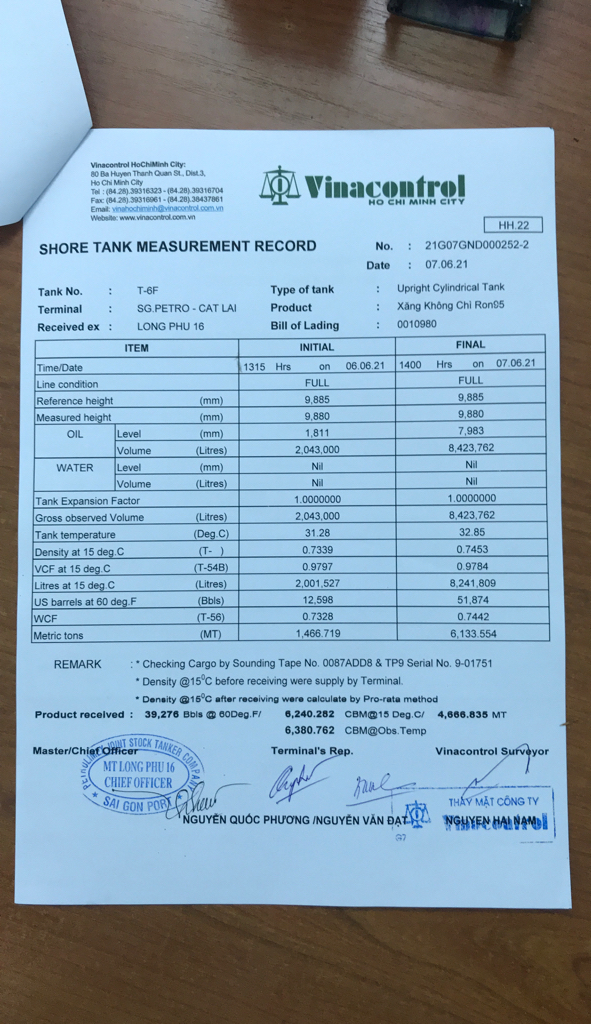 Vinacontrol HoChiMinh City:
80 Ba Huyen Thanh Quan St., Dist.3,
Ho Chi Minh City
Tel : (84.28).39316323 - (84.28).39316704
Fax: (84.28).39316961 - (84.28).38437861
Email: vinahochiminh@vinacontrol.com.vn
Website: www.vinacontrol.com.vn
Vinacontrol
HO CHI MINH CITY
HH.22
SHORE TANK MEASUREMENT RECORD
No. : 21G07GND000252-2
Date : 07.06.21
Tank No. : T-6F Type of tank : Upright Cylindrical Tank
Terminal : SG.PETRO - CAT LAI Product : Xăng Không Chì Ron95
Received ex : LONG PHU 16 Bill of Lading : 0010980
ITEM INITIAL FINAL
Time/Date 1315 Hrs on 06.06.21 1400 Hrs on 07.06.21
Line condition FULL FULL
Reference height (mm) 9,885 9,885
Measured height (mm) 9,880 9,880
OIL Level (mm) 1,811 7,983
Volume (Litres) 2,043,000 8,423,762
WATER Level (mm) Nil Nil
Volume (Litres) Nil Nil
Tank Expansion Factor 1.0000000 1.0000000
Gross observed Volume (Litres) 2,043,000 8,423,762
Tank temperature (Deg.C) 31.28 32.85
Density at 15 deg.C (T- ) 0.7339 0.7453
VCF at 15 deg.C (T-54B) 0.9797 0.9784
Litres at 15 deg.C (Litres) 2,001,527 8,241,809
US barrels at 60 deg.F (Bbls) 12,598 51,874
WCF (T-56) 0.7328 0.7442
Metric tons (MT) 1,466.719 6,133.554
REMARK : * Checking Cargo by Sounding Tape No. 0087ADD8 & TP9 Serial No. 9-01751
* Density @15°C before receiving were supply by Terminal.
* Density @15°C after receiving were calculate by Pro-rata method
Product received : 39,276 Bbls @ 60Deg.F/ 6,240.282 CBM@15 Deg.C/ 4,666.835 MT
6,380.762 CBM@Obs.Temp
Master/Chief Officer Terminal's Rep. Vinacontrol Surveyor
JOINT STOCK TANKER COMPANY
MT LONG PHU 16
CHIEF OFFICER
SAI GON PORT
THAY MẶT CÔNG TY
Vinacontrol
NGUYỄN QUỐC PHƯƠNG /NGUYỄN VĂN ĐẠT NGUYEN HAI NAM
G7